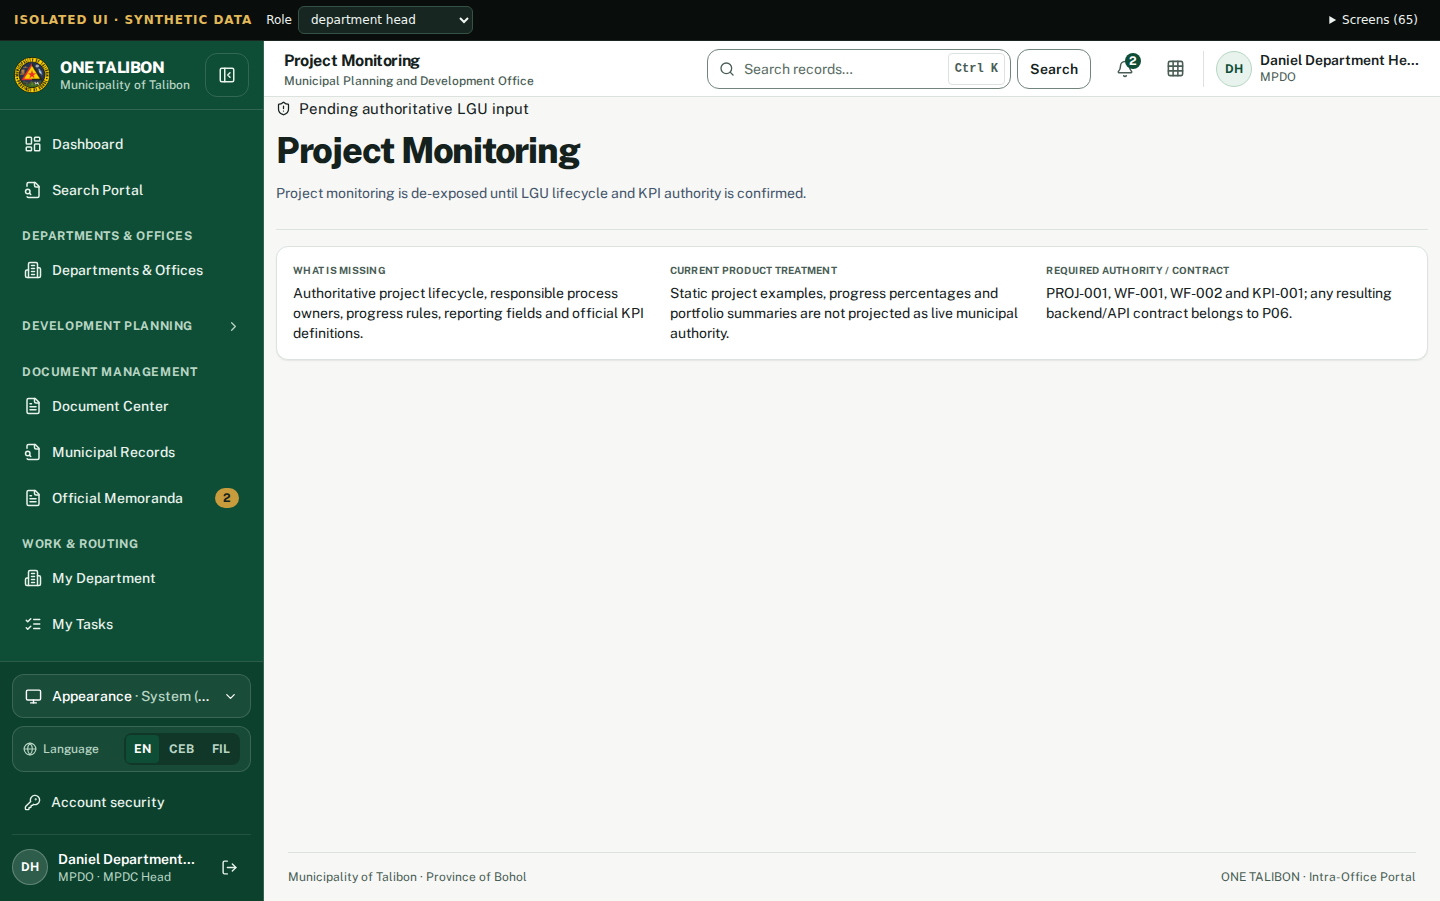 ISOLATED UI · SYNTHETIC DATA
Role
department head
Screens (65)
ONE TALIBON
Municipality of Talibon
Project Monitoring
Municipal Planning and Development Office
Search records...
Ctrl K
Search
2
DH
Daniel Department He...
MPDO
Dashboard
Search Portal
DEPARTMENTS & OFFICES
Departments & Offices
DEVELOPMENT PLANNING
DOCUMENT MANAGEMENT
Document Center
Municipal Records
Official Memoranda
2
WORK & ROUTING
My Department
My Tasks
Appearance · System (...
Language
EN
CEB
FIL
Account security
DH
Daniel Department...
MPDO · MPDC Head
Pending authoritative LGU input
Project Monitoring
Project monitoring is de-exposed until LGU lifecycle and KPI authority is confirmed.
WHAT IS MISSING
Authoritative project lifecycle, responsible process
owners, progress rules, reporting fields and official KPI
definitions.
CURRENT PRODUCT TREATMENT
Static project examples, progress percentages and
portfolio summaries are not projected as live municipal
authority.
REQUIRED AUTHORITY / CONTRACT
PROJ-001, WF-001, WF-002 and KPI-001; any resulting
backend/API contract belongs to P06.
Municipality of Talibon · Province of Bohol
ONE TALIBON · Intra-Office Portal